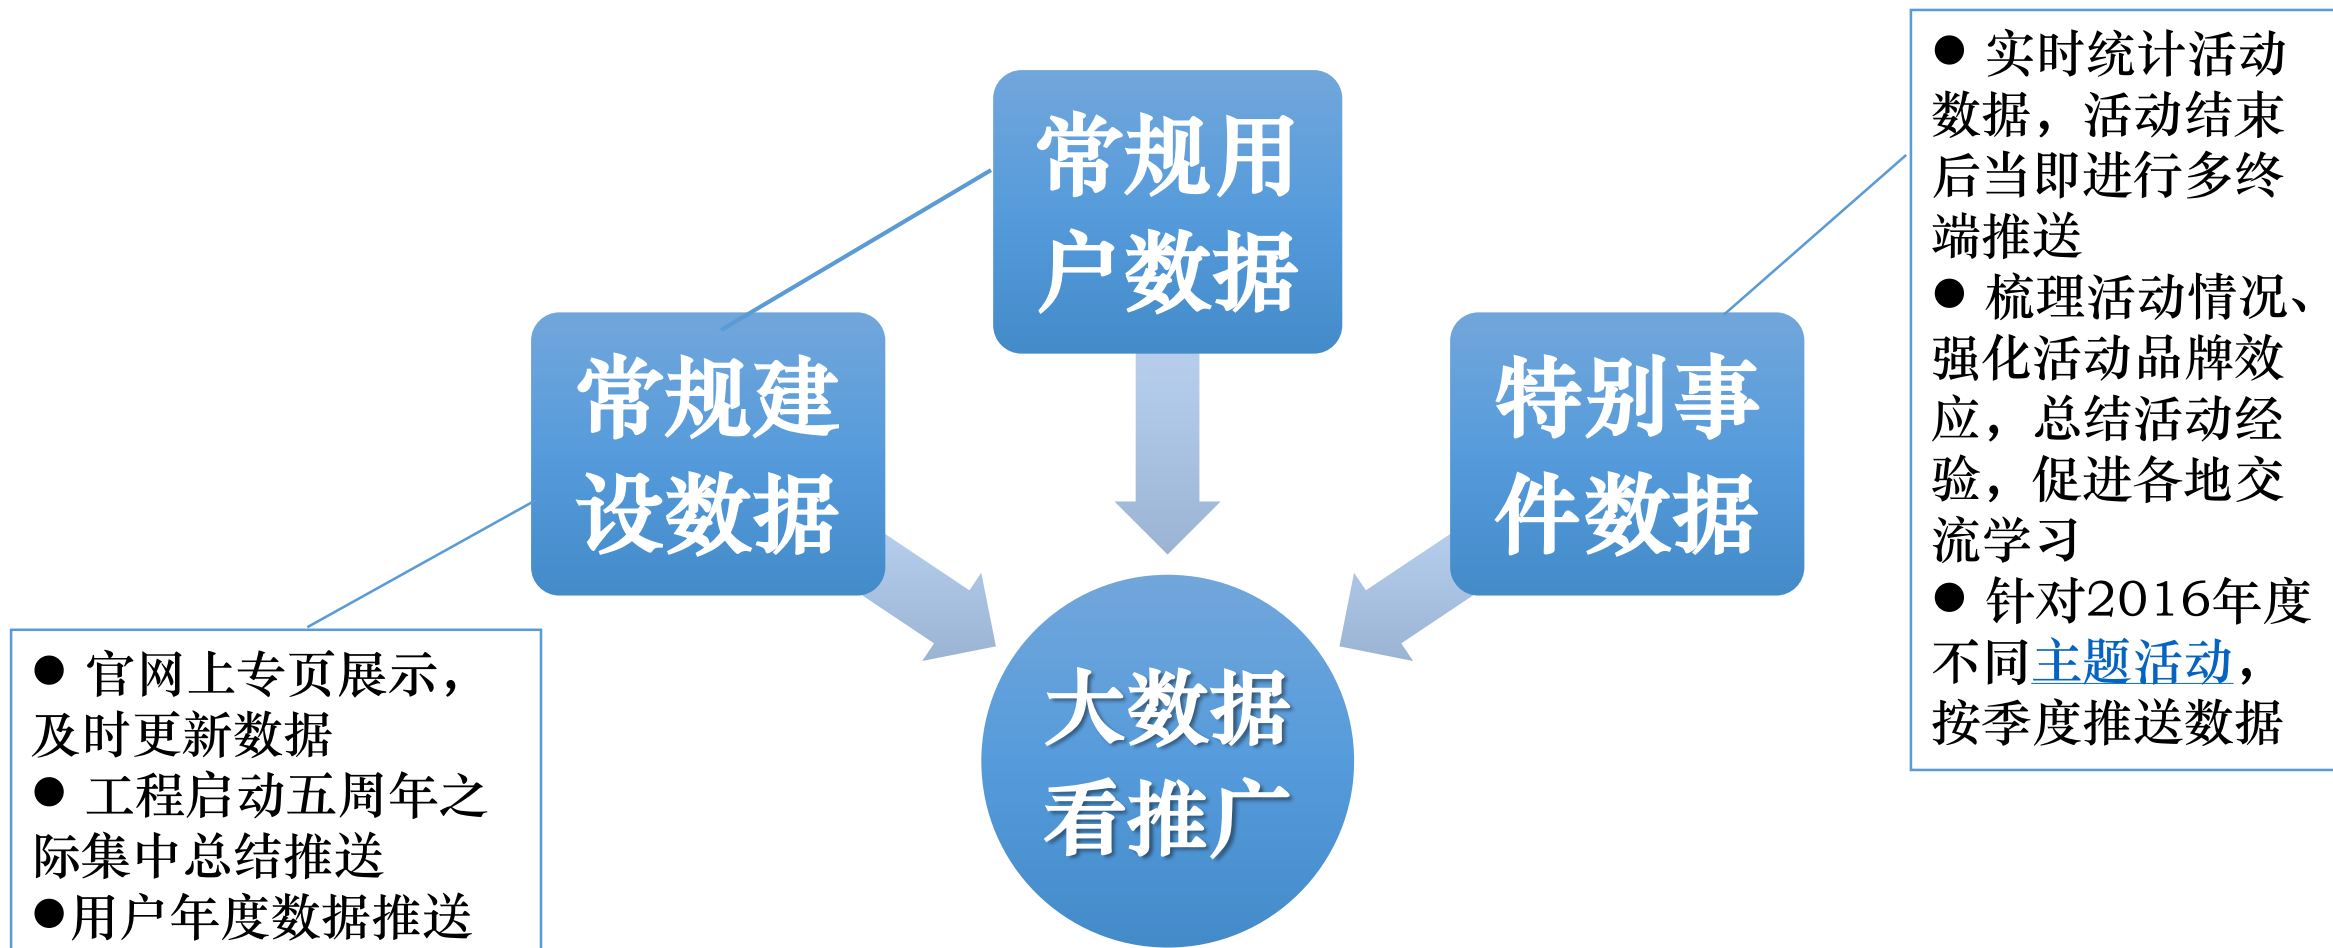 常规用
户数据
常规建
设数据
特别事
件数据
大数据
看推广
● 官网上专页展示，
及时更新数据
● 工程启动五周年之
际集中总结推送
●用户年度数据推送
● 实时统计活动
数据，活动结束
后当即进行多终
端推送
● 梳理活动情况、
强化活动品牌效
应，总结活动经
验，促进各地交
流学习
● 针对2016年度
不同主题活动，
按季度推送数据